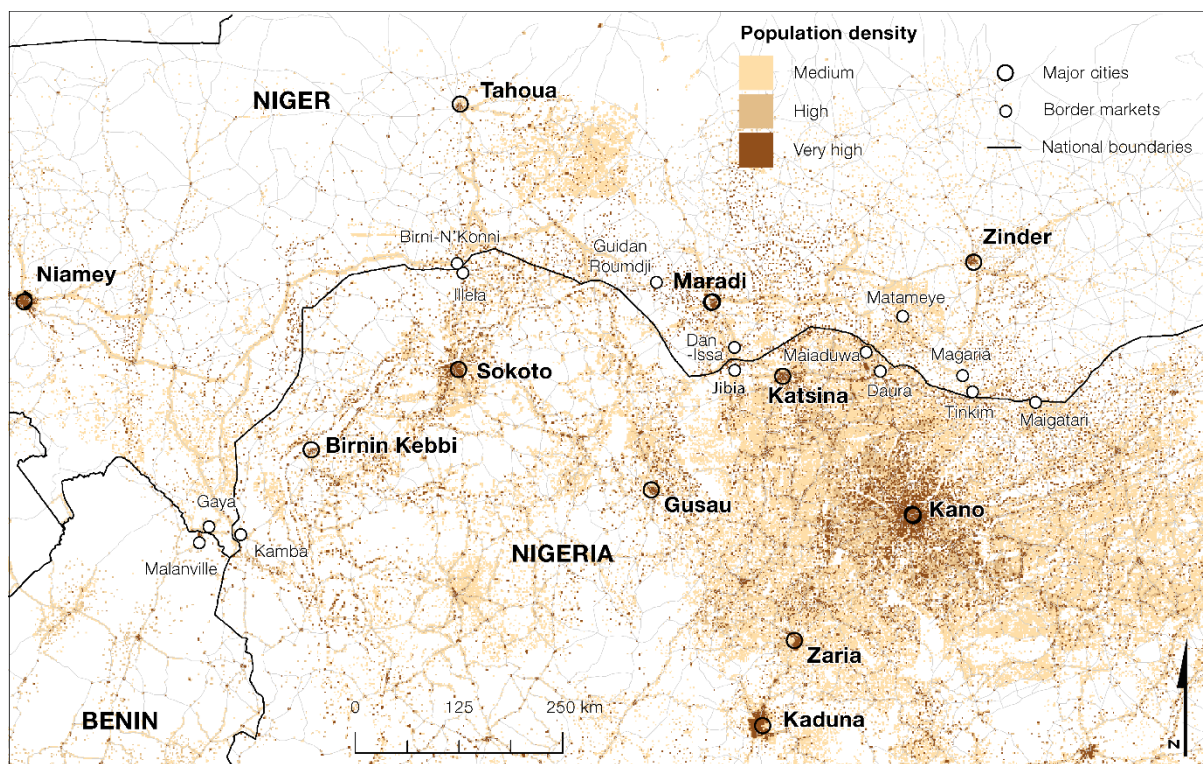 Population density
Medium
High
Very high
Major cities
Border markets
National boundaries
NIGER
Tahoua
Birni-N'Konni
Illela
Guidan
Roumdji
Zinder
Niamey
Maradi
Matameye
Dan
-Issa
Maiaduwa
Magaria
Jibia
Katsina
Daura
Tinkim
Maigatari
Sokoto
Birnin Kebbi
Gusau
Kano
Gaya
Kamba
Malanville
NIGERIA
Zaria
Kaduna
BENIN
0 125 250 km
N